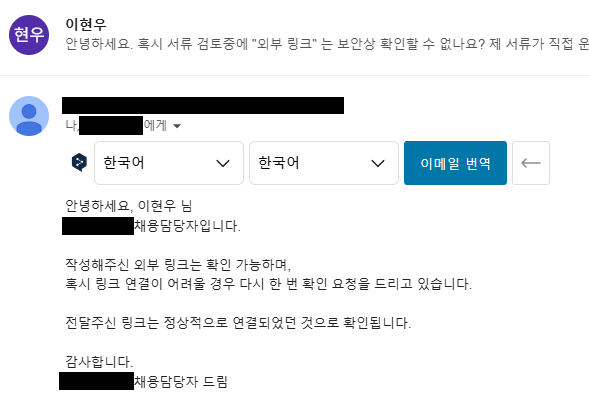 현우
이현우
안녕하세요. 혹시 서류 검토중에 "외부 링크" 는 보안상 확인할 수 없나요? 제 서류가 직접 운
나,
에게
한국어
한국어
이메일 번역
안녕하세요, 이현우 님
채용담당자입니다.
작성해주신 외부 링크는 확인 가능하며,
혹시 링크 연결이 어려울 경우 다시 한 번 확인 요청을 드리고 있습니다.
전달주신 링크는 정상적으로 연결되었던 것으로 확인됩니다.
감사합니다.
채용담당자 드림